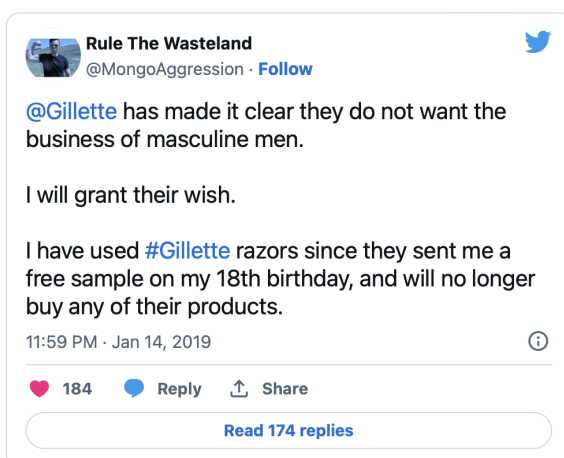 Rule The Wasteland
@MongoAggression · Follow
@Gillette has made it clear they do not want the
business of masculine men.
I will grant their wish.
I have used #Gillette razors since they sent me a
free sample on my 18th birthday, and will no longer
buy any of their products.
11:59 PM · Jan 14, 2019
184 Reply Share
Read 174 replies